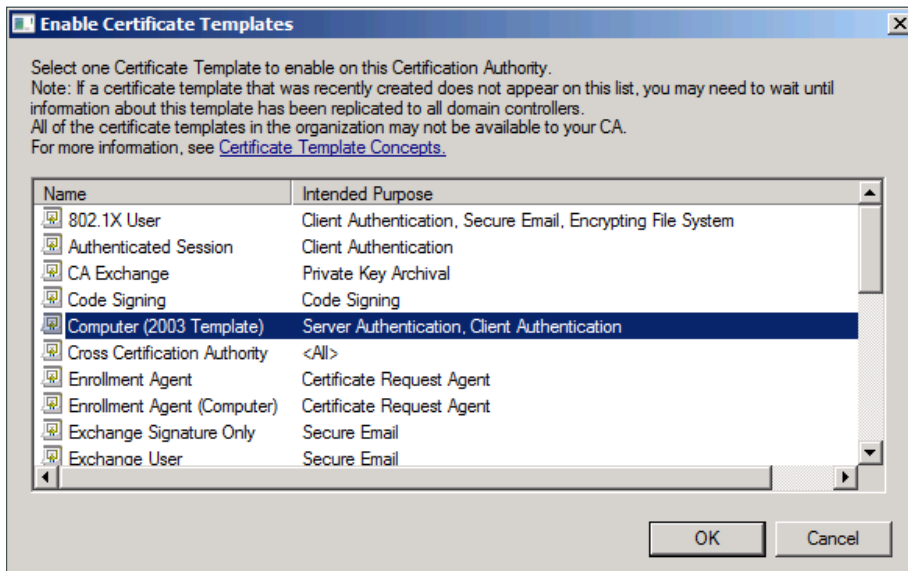 Enable Certificate Templates
Select one Certificate Template to enable on this Certification Authority.
Note: If a certificate template that was recently created does not appear on this list, you may need to wait until
information about this template has been replicated to all domain controllers.
All of the certificate templates in the organization may not be available to your CA.
For more information, see Certificate Template Concepts.
Name Intended Purpose
802.1X User Client Authentication, Secure Email, Encrypting File System
Authenticated Session Client Authentication
CA Exchange Private Key Archival
Code Signing Code Signing
Computer (2003 Template) Server Authentication, Client Authentication
Cross Certification Authority <All>
Enrollment Agent Certificate Request Agent
Enrollment Agent (Computer) Certificate Request Agent
Exchange Signature Only Secure Email
Exchange User Secure Email
OK Cancel